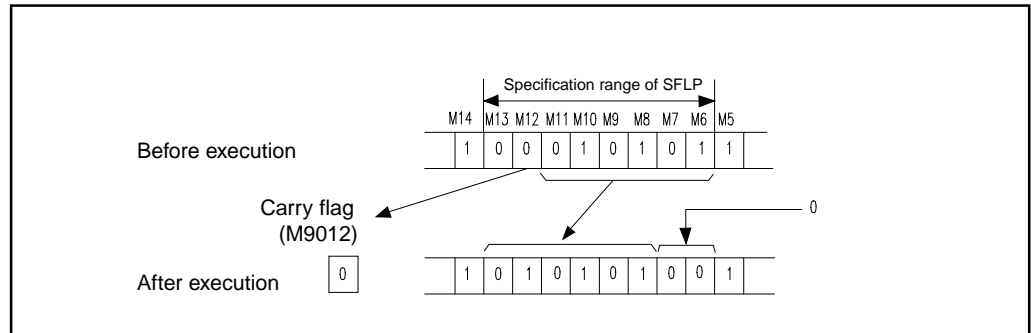 Specification range of SFLP
M14 M13 M12 M11 M10 M9 M8 M7 M6 M5
Before execution 1 0 0 0 1 0 1 0 1 1
Carry flag
(M9012)
0
After execution 0 1 0 1 0 1 0 1 0 0 1